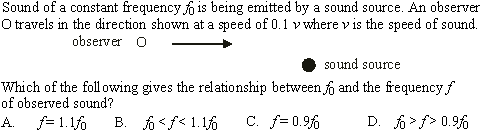 Sound of a constant frequency f0 is being emitted by a sound source. An observer
O travels in the direction shown at a speed of 0.1 v where v is the speed of sound.
observer O
sound source
Which of the following gives the relationship between f0 and the frequency f
of observed sound?
A. f = 1.1f0 B. f0 < f < 1.1f0 C. f = 0.9f0 D. f0 > f > 0.9f0